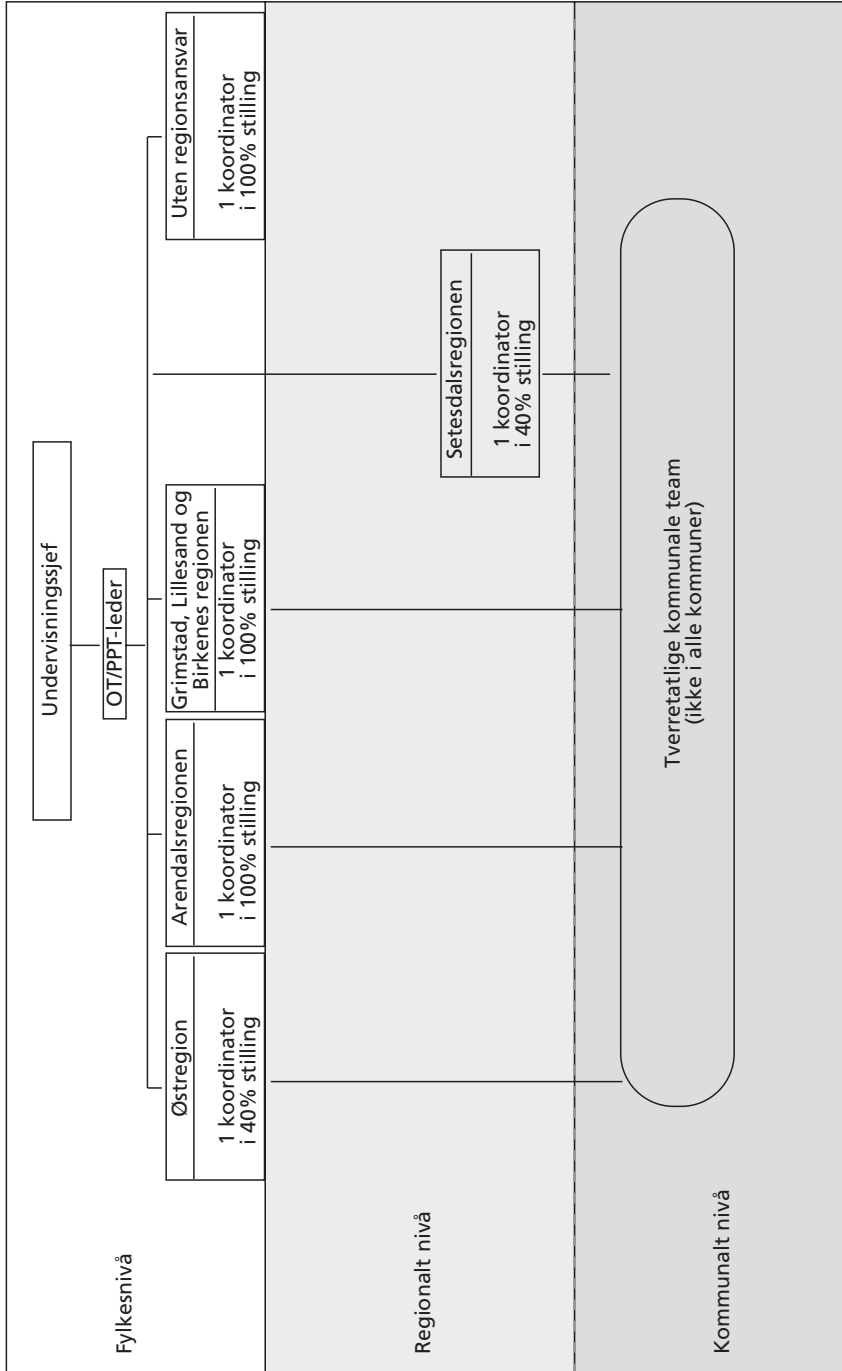 Fylkesnivå
Undervisningssjef
OT/PPT-leder
Østregion
1 koordinator
i 40% stilling
Arendalsregionen
1 koordinator
i 100% stilling
Grimstad, Lillesand og
Birkenes regionen
1 koordinator
i 100% stilling
Uten regionsansvar
1 koordinator
i 100% stilling
Regionalt nivå
Setesdalsregionen
1 koordinator
i 40% stilling
Kommunalt nivå
Tverretatlige kommunale team
(ikke i alle kommuner)